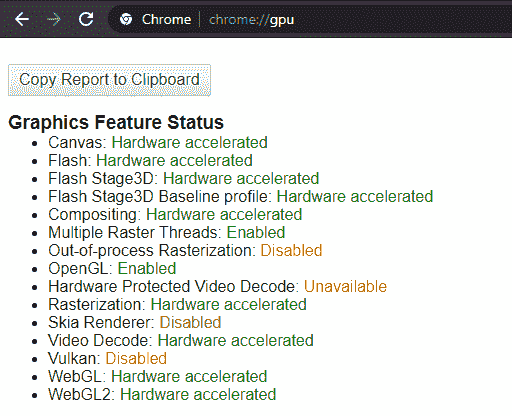 Chrome | chrome://gpu
Copy Report to Clipboard
Graphics Feature Status
Canvas: Hardware accelerated
Flash: Hardware accelerated
Flash Stage3D: Hardware accelerated
Flash Stage3D Baseline profile: Hardware accelerated
Compositing: Hardware accelerated
Multiple Raster Threads: Enabled
Out-of-process Rasterization: Disabled
OpenGL: Enabled
Hardware Protected Video Decode: Unavailable
Rasterization: Hardware accelerated
Skia Renderer: Disabled
Video Decode: Hardware accelerated
Vulkan: Disabled
WebGL: Hardware accelerated
WebGL2: Hardware accelerated